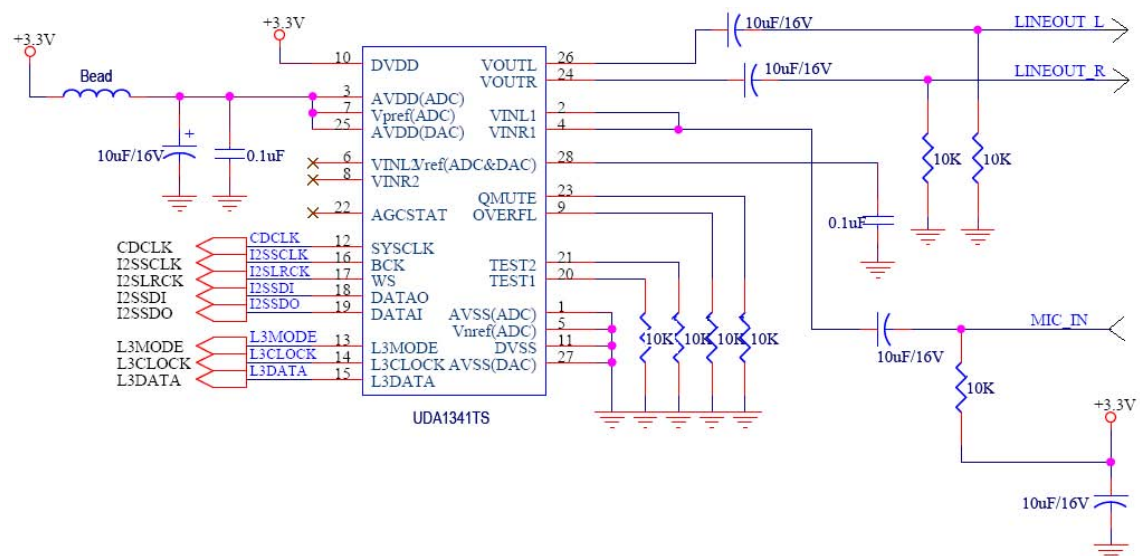 +3.3V
+3.3V
Bead
10uF/16V
0.1uF
10uF/16V
10uF/16V
LINEOUT_L
LINEOUT_R
10K
10K
10 DVDD
3 AVDD(ADC)
7 Vpref(ADC)
25 AVDD(DAC)
6 VINL2
8 VINR2
22 AGCSTAT
CDCLK CDCLK 12 SYSCLK
I2SSCLK I2SSCLK 16 BCK
I2SLRCK I2SLRCK 17 WS
I2SSDI I2SSDI 18 DATAO
I2SSDO I2SSDO 19 DATAI
L3MODE L3MODE 13 L3MODE
L3CLOCK L3CLOCK 14 L3CLOCK
L3DATA L3DATA 15 L3DATA
VOUTL 26
VOUTR 24
VINL1 2
VINR1 4
Vref(ADC&DAC) 28
QMUTE 23
OVERFL 9
TEST2 21
TEST1 20
AVSS(ADC) 1
Vnref(ADC) 5
DVSS 11
AVSS(DAC) 27
UDA1341TS
0.1uF
10K
10K
10K
10K
MIC_IN
10uF/16V
10K
+3.3V
10uF/16V